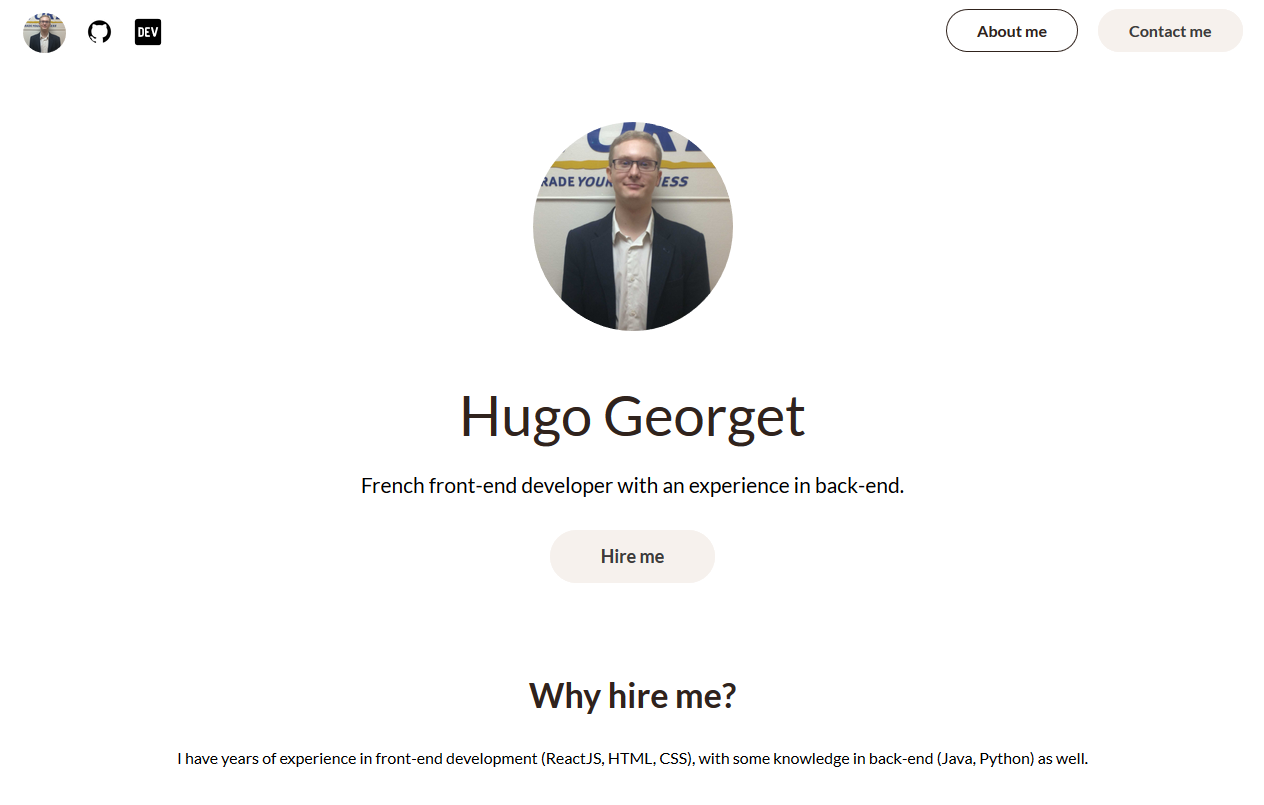 DEV
About me
Contact me
RADE YOUR
ESS
Hugo Georget
French front-end developer with an experience in back-end.
Hire me
Why hire me?
I have years of experience in front-end development (ReactJS, HTML, CSS), with some knowledge in back-end (Java, Python) as well.